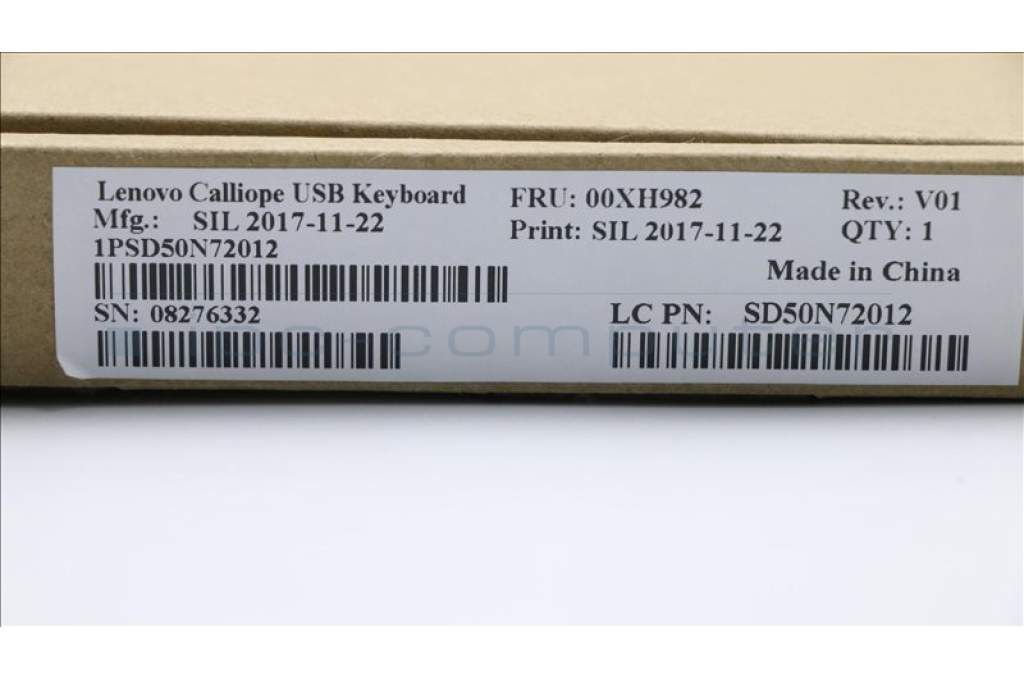 Lenovo Calliope USB Keyboard FRU: 00XH982 Rev.: V01
Mfg.: SIL 2017-11-22 Print: SIL 2017-11-22 QTY: 1
1PSD50N72012
Made in China
SN: 08276332 LC PN: SD50N72012